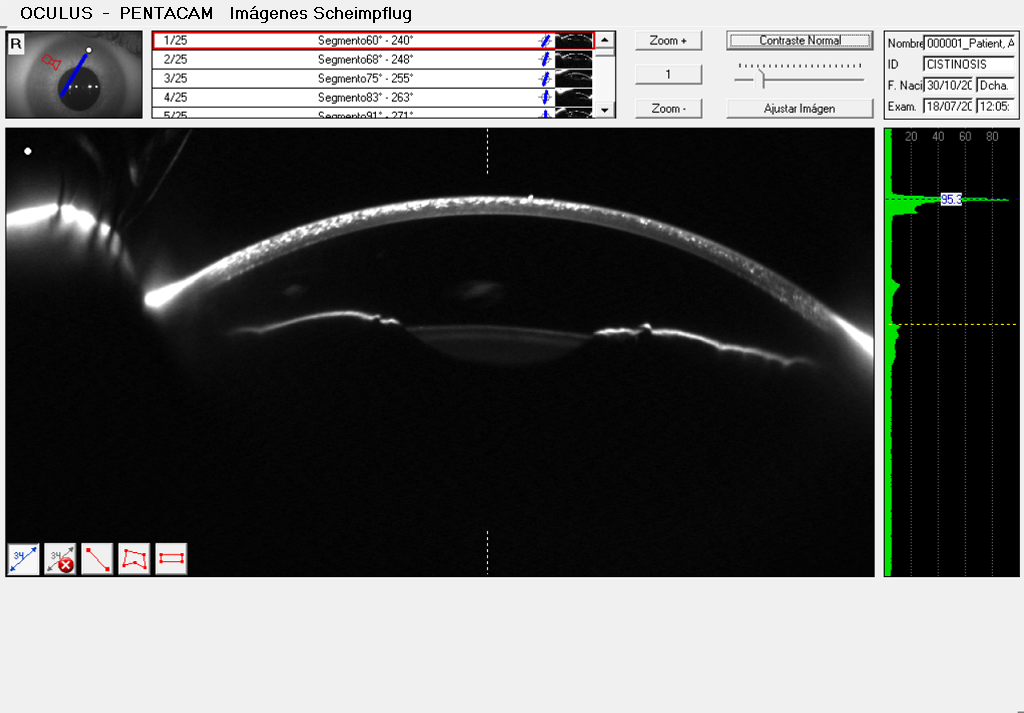 OCULUS - PENTACAM Imágenes Scheimpflug
R
1/25 Segmento60° - 240°
2/25 Segmento68° - 248°
3/25 Segmento75° - 255°
4/25 Segmento83° - 263°
5/25 Segmento91° - 271°
Zoom +
1
Zoom -
Contraste Normal
Ajustar Imágen
Nombre 000001_Patient, A
ID CISTINOSIS
F. Naci 30/10/20 Dcha.
Exam. 18/07/20 12:05:
20 40 60 80
95.3
34
34